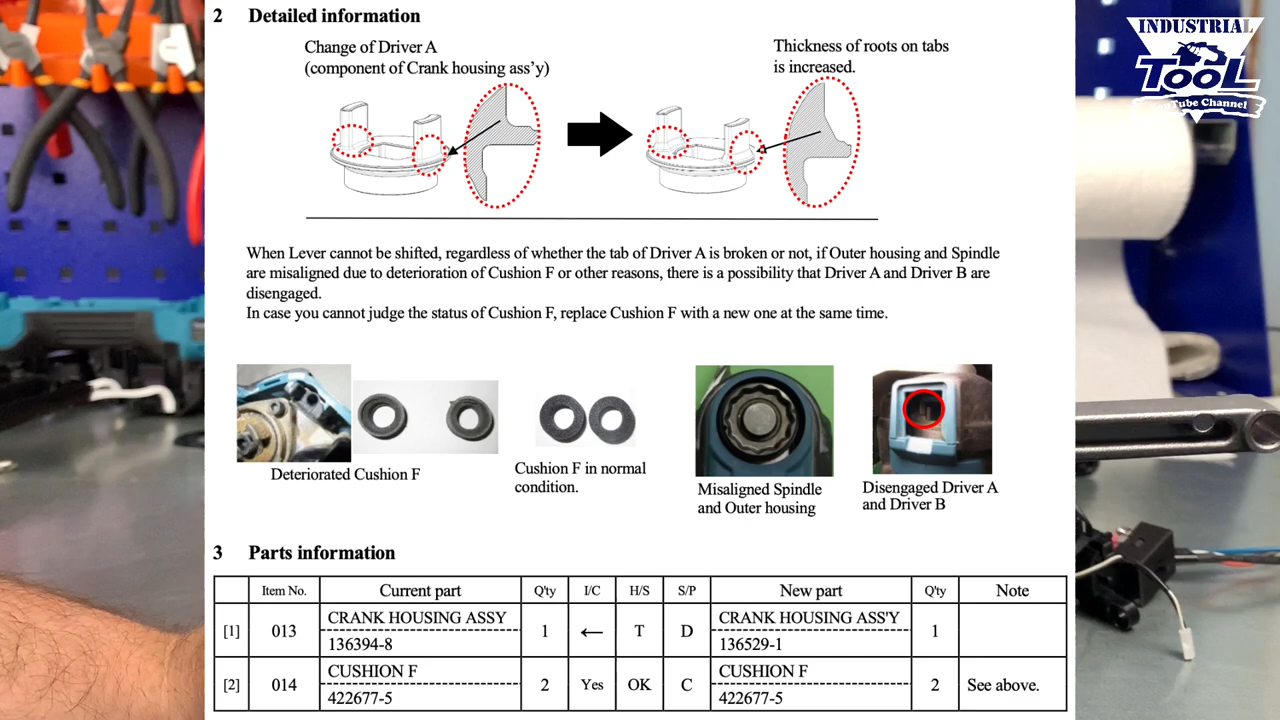 2 Detailed information
Change of Driver A
(component of Crank housing ass’y)
Thickness of roots on tabs
is increased.
When Lever cannot be shifted, regardless of whether the tab of Driver A is broken or not, if Outer housing and Spindle
are misaligned due to deterioration of Cushion F or other reasons, there is a possibility that Driver A and Driver B are
disengaged.
In case you cannot judge the status of Cushion F, replace Cushion F with a new one at the same time.
Deteriorated Cushion F
Cushion F in normal
condition.
Misaligned Spindle
and Outer housing
Disengaged Driver A
and Driver B
3 Parts information
Item No. Current part Q'ty I/C H/S S/P New part Q'ty Note
[1] 013 CRANK HOUSING ASSY 1 ← T D CRANK HOUSING ASS'Y 1
136394-8 136529-1
[2] 014 CUSHION F 2 Yes OK C CUSHION F 2 See above.
422677-5 422677-5
INDUSTRIAL
TOOL
YouTube Channel